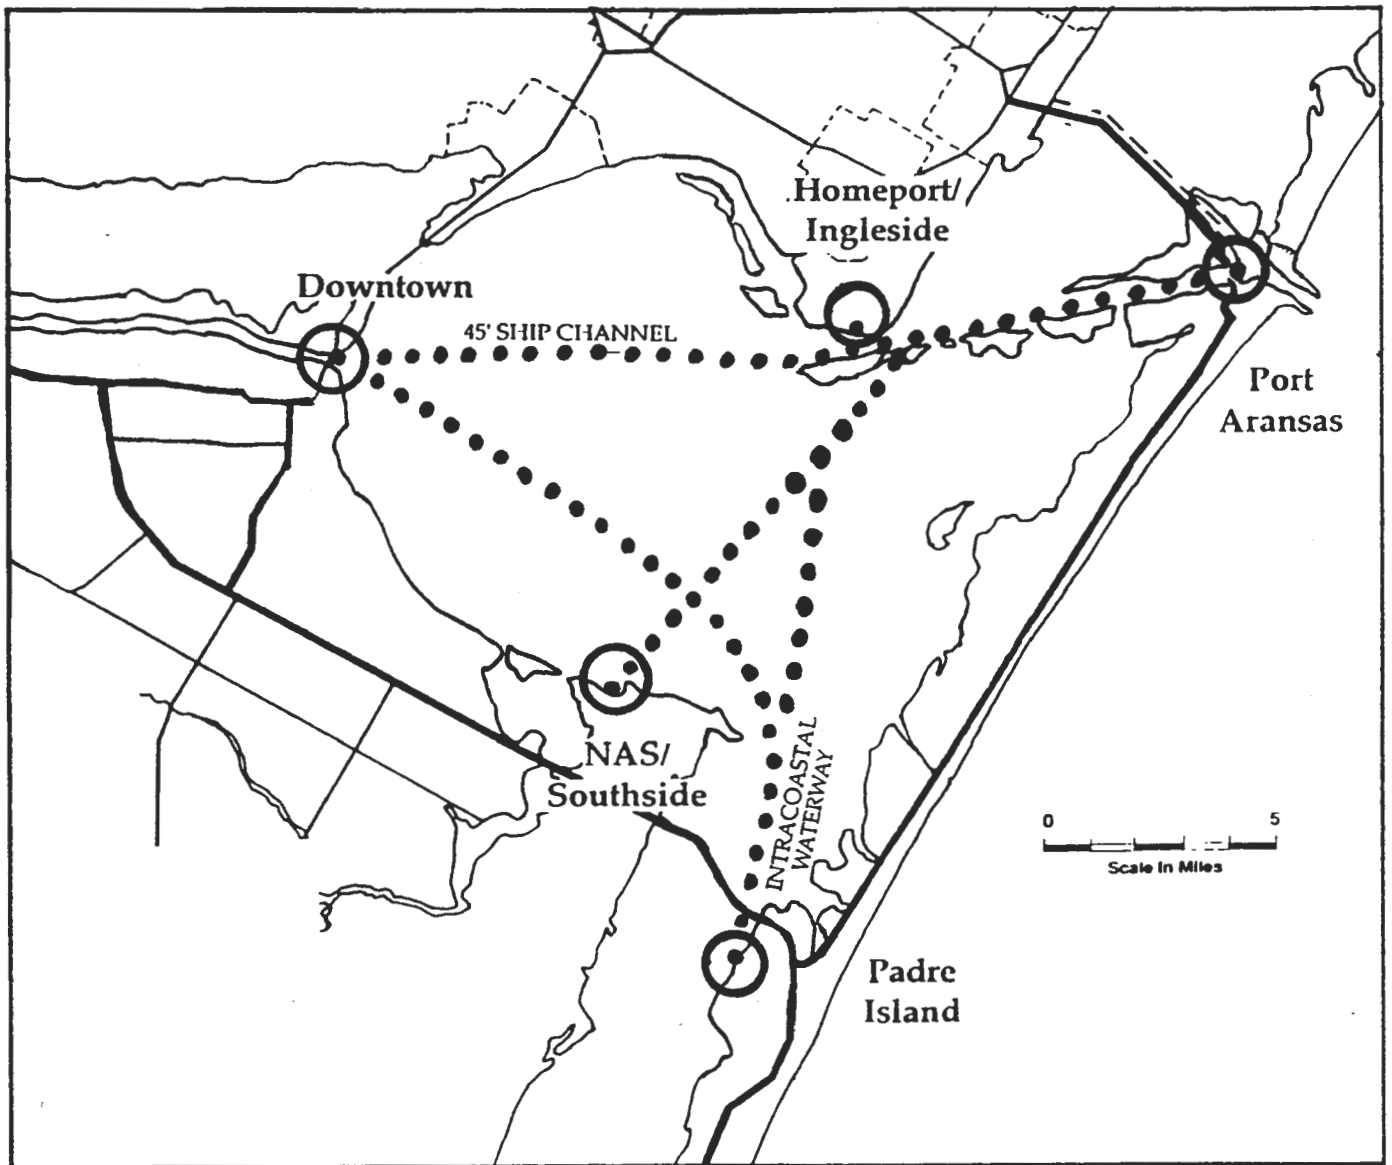 Homeport/
Ingleside
Downtown
45' SHIP CHANNEL
Port
Aransas
NAS/
Southside
INTRACOASTAL
WATERWAY
0 5
Scale In Miles
Padre
Island